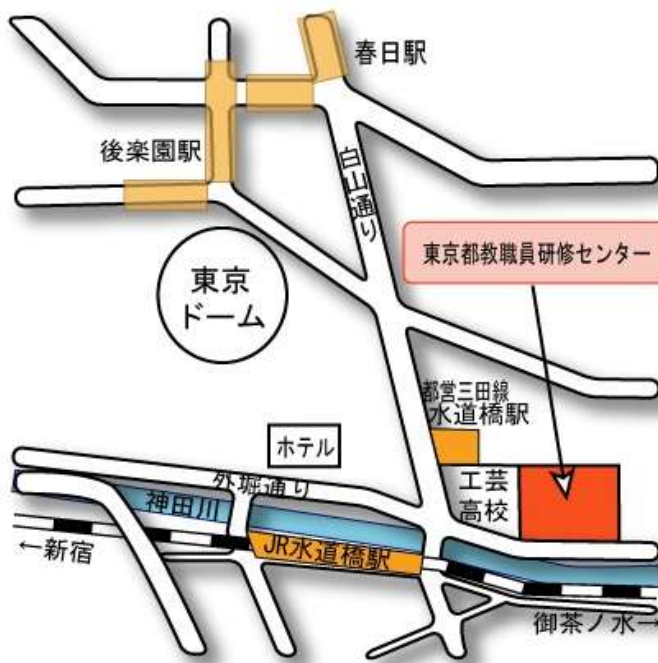 春日駅
後楽園駅
白山通り
東京都教職員研修センター
東京
ドーム
都営三田線
水道橋駅
ホテル
外堀通り
工芸
高校
神田川
←新宿
JR水道橋駅
御茶ノ水→